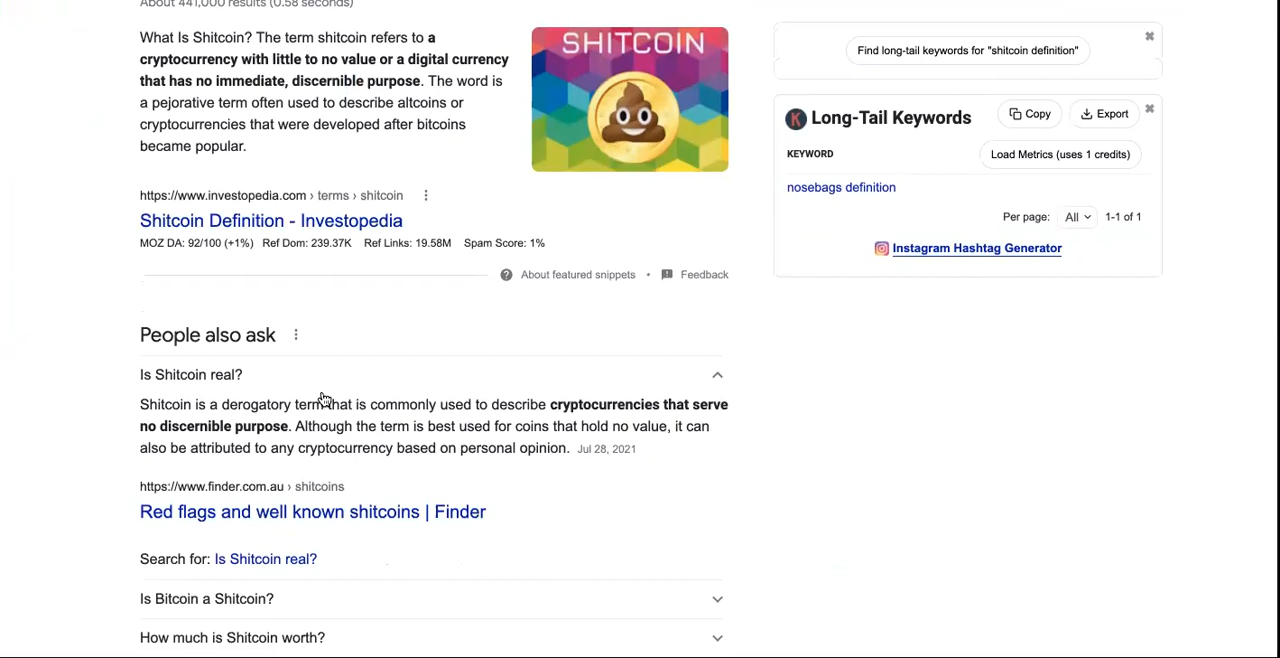 About 441,000 results (0.58 seconds)
What Is Shitcoin? The term shitcoin refers to a
cryptocurrency with little to no value or a digital currency
that has no immediate, discernible purpose. The word is
a pejorative term often used to describe altcoins or
cryptocurrencies that were developed after bitcoins
became popular.
SHITCOIN
https://www.investopedia.com › terms › shitcoin
Shitcoin Definition - Investopedia
MOZ DA: 92/100 (+1%) Ref Dom: 239.37K Ref Links: 19.58M Spam Score: 1%
About featured snippets • Feedback
People also ask
Is Shitcoin real?
Shitcoin is a derogatory term that is commonly used to describe cryptocurrencies that serve
no discernible purpose. Although the term is best used for coins that hold no value, it can
also be attributed to any cryptocurrency based on personal opinion. Jul 28, 2021
https://www.finder.com.au › shitcoins
Red flags and well known shitcoins | Finder
Search for: Is Shitcoin real?
Is Bitcoin a Shitcoin?
How much is Shitcoin worth?
Find long-tail keywords for "shitcoin definition"
K Long-Tail Keywords Copy Export
KEYWORD Load Metrics (uses 1 credits)
nosebags definition
Per page: All 1-1 of 1
Instagram Hashtag Generator